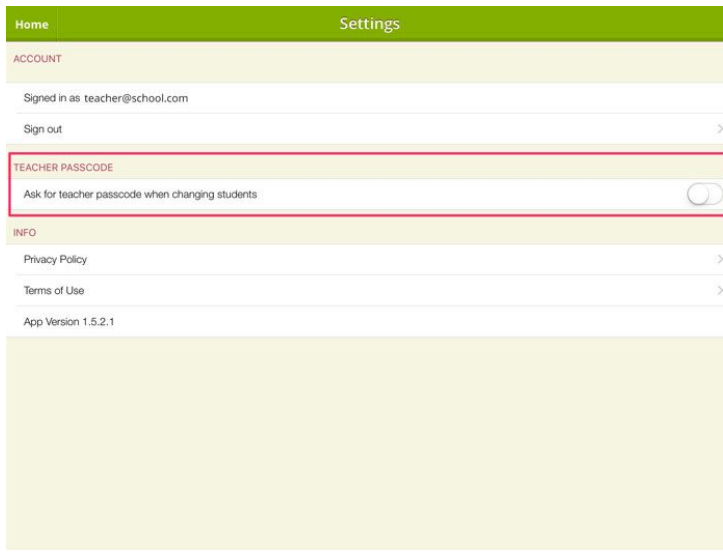 Home
Settings
ACCOUNT
Signed in as teacher@school.com
Sign out
TEACHER PASSCODE
Ask for teacher passcode when changing students
INFO
Privacy Policy
Terms of Use
App Version 1.5.2.1